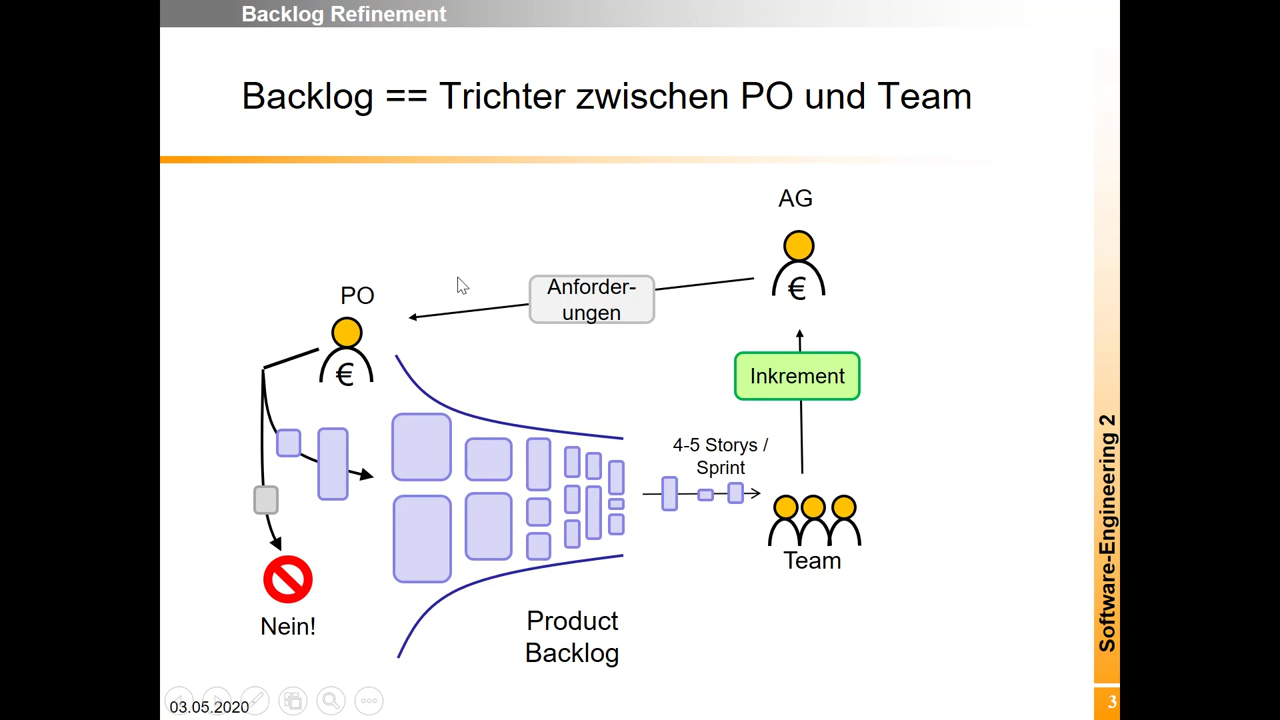 Backlog Refinement
Backlog == Trichter zwischen PO und Team
AG
€
Anforder-
ungen
PO
€
Inkrement
4-5 Storys /
Sprint
Team
Nein!
Product
Backlog
Software-Engineering 2
03.05.2020
3